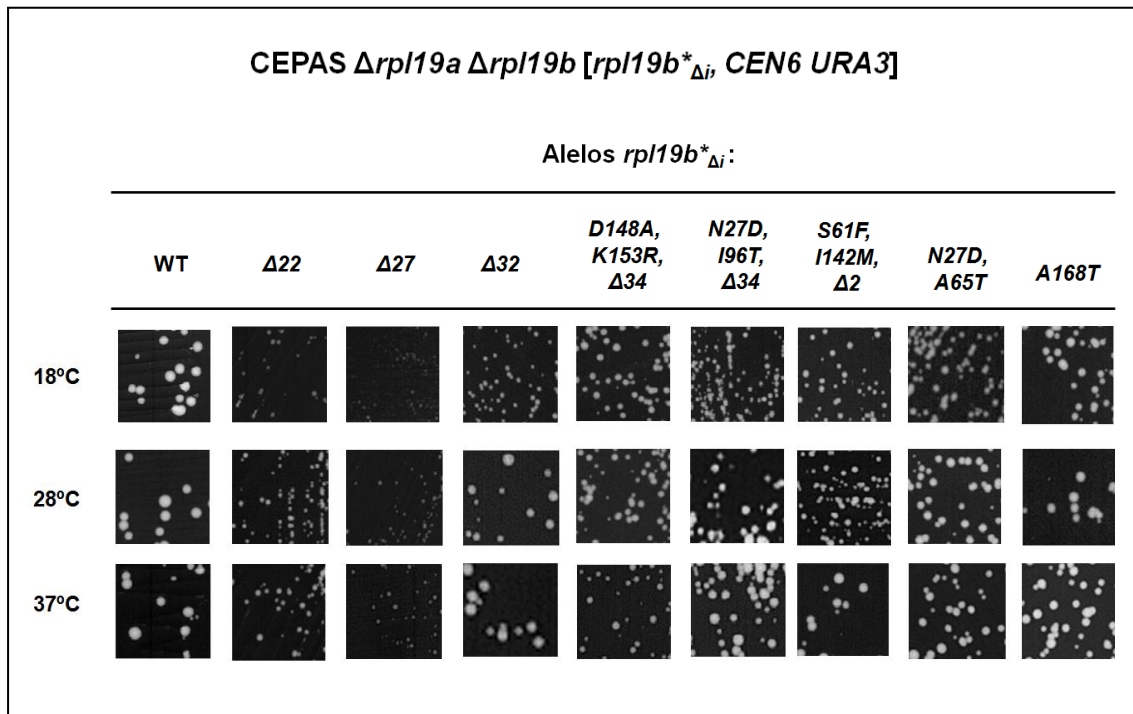 CEPAS Δrpl19a Δrpl19b [rpl19b*Δi, CEN6 URA3]
Alelos rpl19b*Δi:
WT Δ22 Δ27 Δ32 D148A, K153R, Δ34 N27D, I96T, Δ34 S61F, I142M, Δ2 N27D, A65T A168T
18ºC
28ºC
37ºC